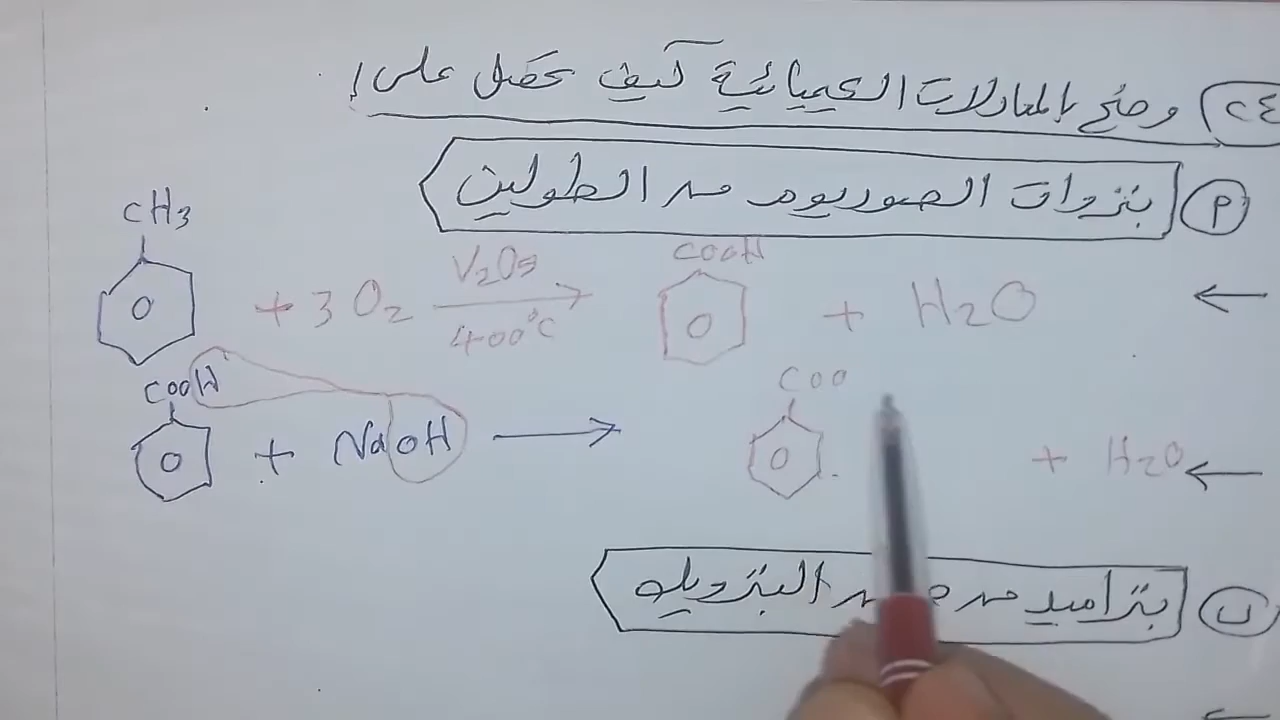 ٢٤ وضح بالمعادلات الكيميائية كيف تحصل على :
P بنزوات الصوديوم من الطولوين
CH3 + 3 O2 V2O5 400°C → COOH + H2O ←
COOH + NaOH → COO + H2O ←
ب بنزاميد من البنزويك